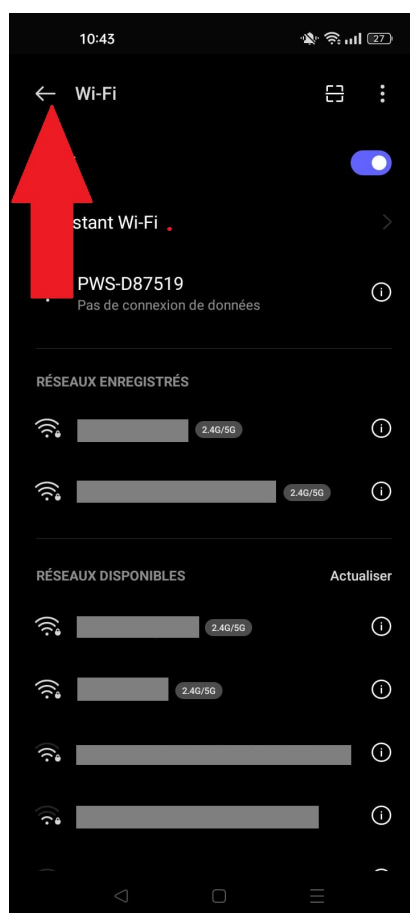 10:43
27
Wi-Fi
stant Wi-Fi
PWS-D87519
Pas de connexion de données
RÉSEAUX ENREGISTRÉS
2.4G/5G
2.4G/5G
RÉSEAUX DISPONIBLES
Actualiser
2.4G/5G
2.4G/5G